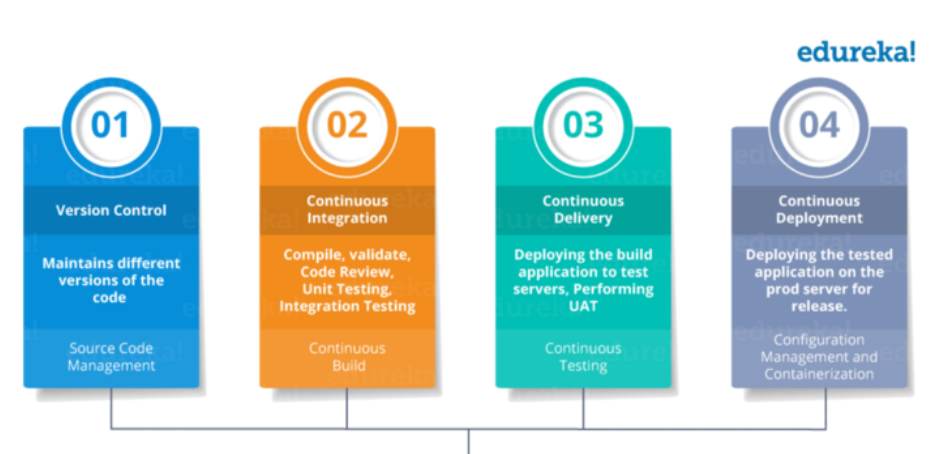 edureka!
01
Version Control
Maintains different
versions of the
code
Source Code
Management
02
Continuous
Integration
Compile, validate,
Code Review,
Unit Testing,
Integration Testing
Continuous
Build
03
Continuous
Delivery
Deploying the build
application to test
servers, Performing
UAT
Continuous
Testing
04
Continuous
Deployment
Deploying the tested
application on the
prod server for
release.
Configuration
Management and
Containerization